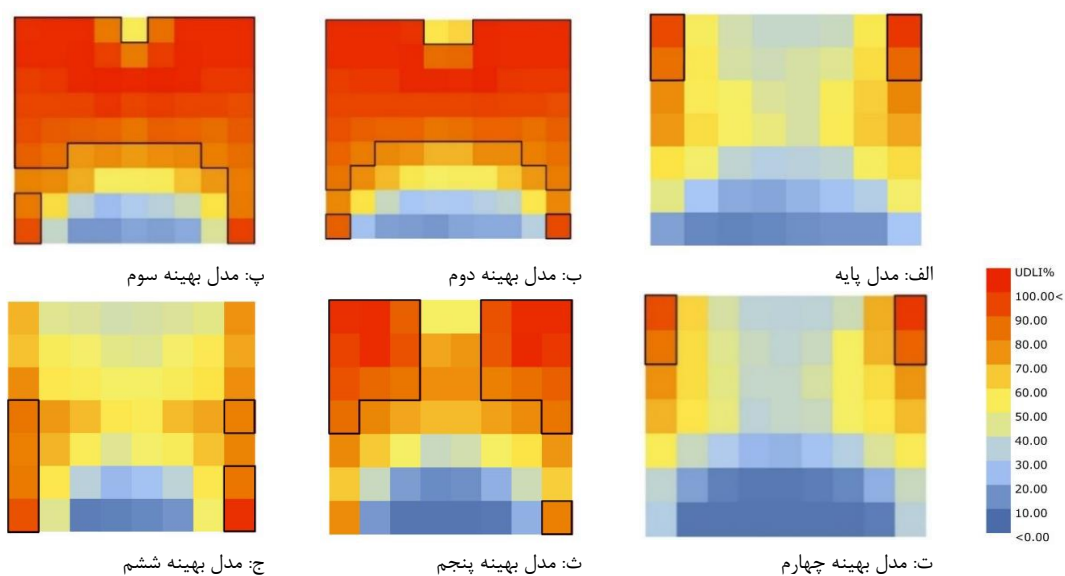 الف: مدل پایه
ب: مدل بهینه دوم
پ: مدل بهینه سوم
ت: مدل بهینه چهارم
ث: مدل بهینه پنجم
ج: مدل بهینه ششم
UDLI%
100.00<
90.00
80.00
70.00
60.00
50.00
40.00
30.00
20.00
10.00
<0.00